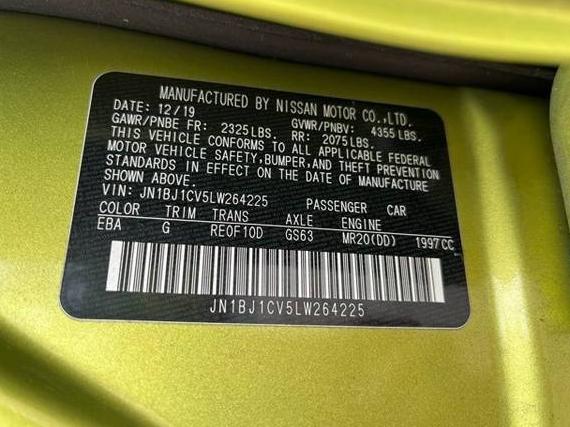 MANUFACTURED BY NISSAN MOTOR CO.,LTD.
DATE: 12/19 GVWR/PNBV: 4355 LBS.
GAWR/PNBE FR: 2325 LBS. RR: 2075 LBS.
THIS VEHICLE CONFORMS TO ALL APPLICABLE FEDERAL
MOTOR VEHICLE SAFETY,BUMPER,AND THEFT PREVENTION
STANDARDS IN EFFECT ON THE DATE OF MANUFACTURE
SHOWN ABOVE.
VIN: JN1BJ1CV5LW264225 PASSENGER CAR
COLOR TRIM TRANS AXLE ENGINE
EBA G REOF10D GS63 MR20(DD) 1997CC
JN1BJ1CV5LW264225